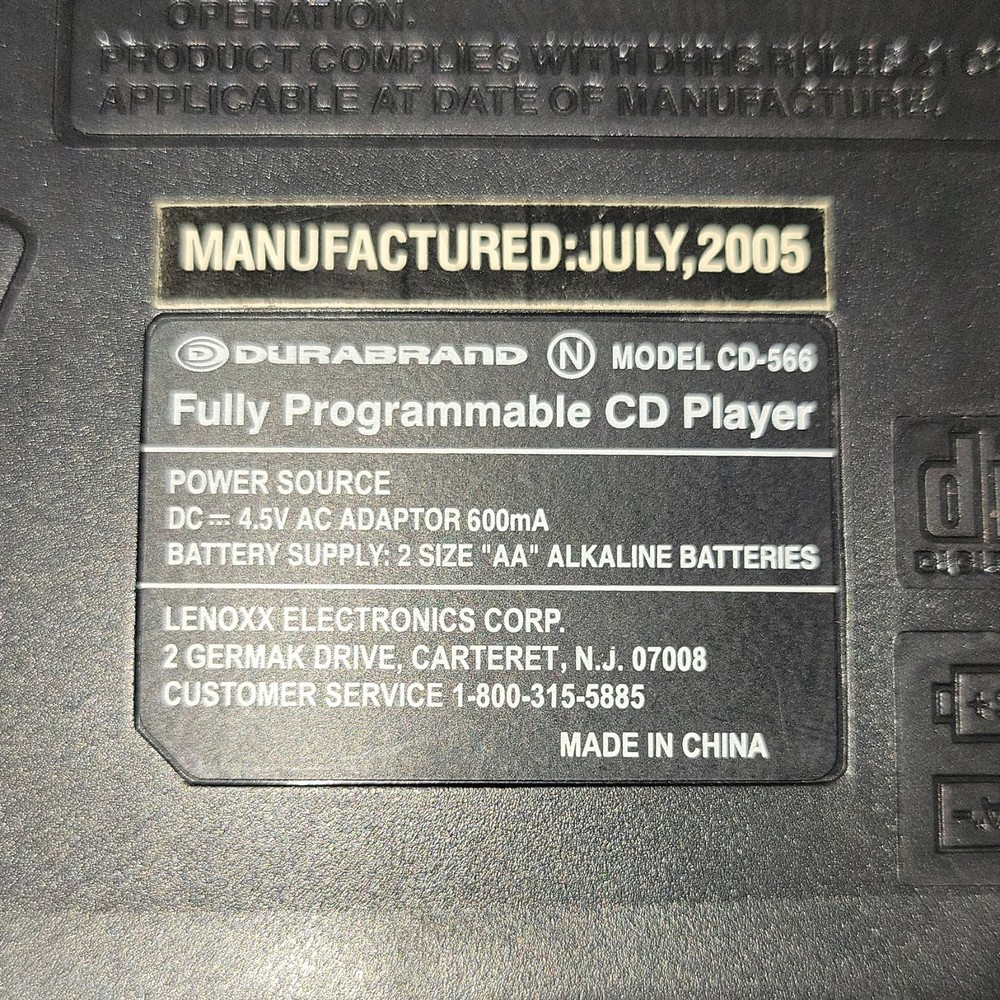 OPERATION.
PRODUCT COMPLIES WITH DHHS RULES 21
APPLICABLE AT DATE OF MANUFACTURE.
MANUFACTURED:JULY,2005
DURABRAND N MODEL CD-566
Fully Programmable CD Player
POWER SOURCE
DC ⎓ 4.5V AC ADAPTOR 600mA
BATTERY SUPPLY: 2 SIZE "AA" ALKALINE BATTERIES
LENOXX ELECTRONICS CORP.
2 GERMAK DRIVE, CARTERET, N.J. 07008
CUSTOMER SERVICE 1-800-315-5885
MADE IN CHINA